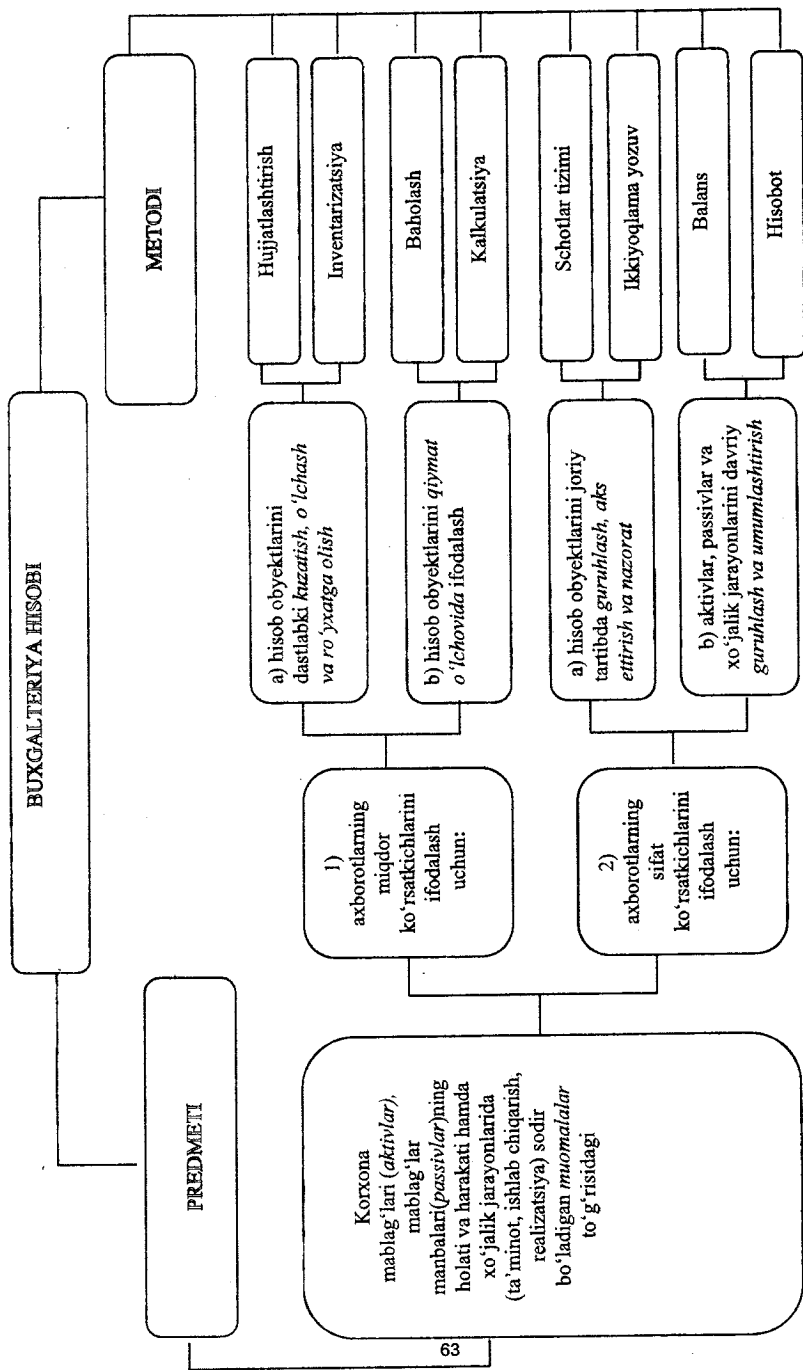 BUXGALTERIYA HISOBI
PREDMETI
METODI
Korxona
mablag‘lari (aktivlar),
mablag‘lar
manbalari(passivlar)ning
holati va harakati hamda
xo‘jalik jarayonlarida
(ta’minot, ishlab chiqarish,
realizatsiya) sodir
bo‘ladigan muomalalar
to‘g‘risidagi
1)
axborotlarning
miqdor
ko‘rsatkichlarini
ifodalash
uchun:
2)
axborotlarning
sifat
ko‘rsatkichlarini
ifodalash
uchun:
a) hisob obyektlarini
dastlabki kuzatish, o‘lchash
va ro‘yxatga olish
b) hisob obyektlarini qiymat
o‘lchovida ifodalash
a) hisob obyektlarini joriy
tartibda guruhlash, aks
ettirish va nazorat
b) aktivlar, passivlar va
xo‘jalik jarayonlarini davriy
guruhlash va umumlashtirish
Hujjatlashtirish
Inventarizatsiya
Baholash
Kalkulatsiya
Schotlar tizimi
Ikkiyoqlama yozuv
Balans
Hisobot
63